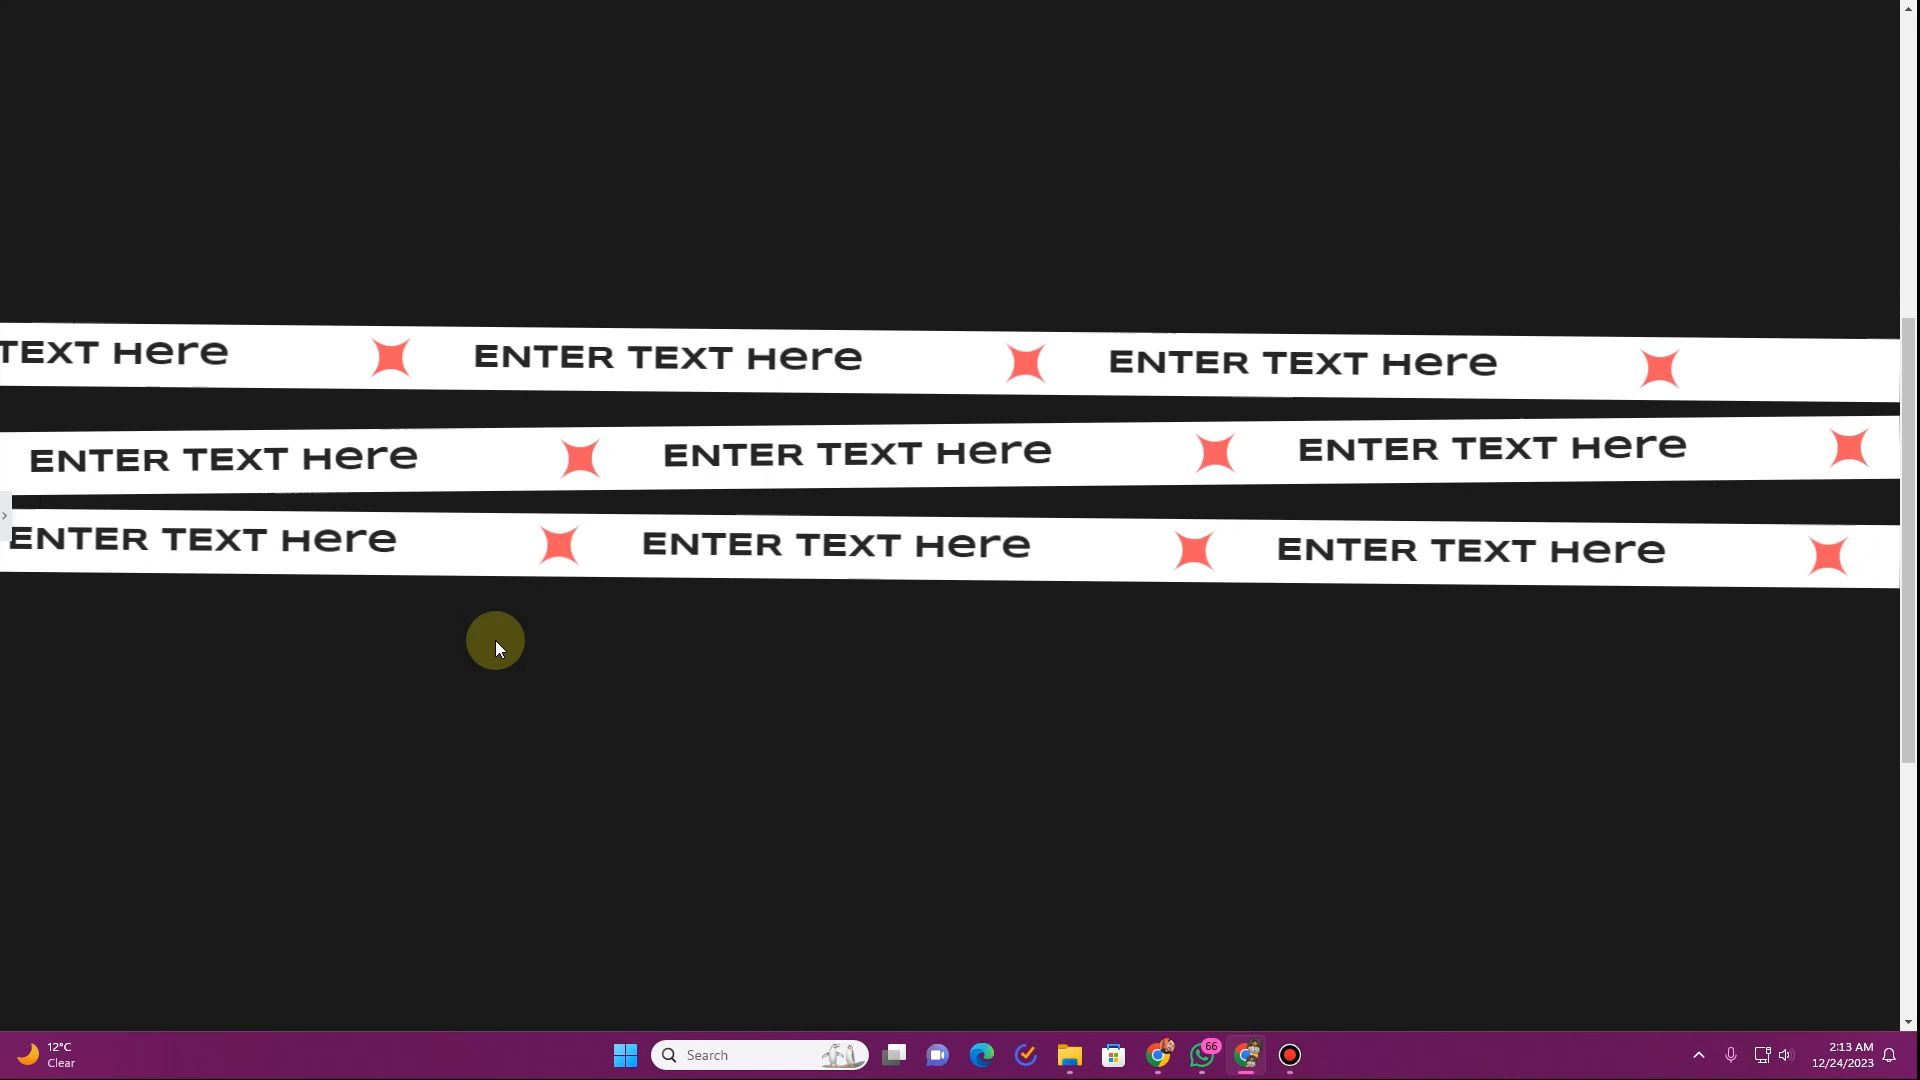 TEXT Here ENTER TEXT Here ENTER TEXT Here
ENTER TEXT Here ENTER TEXT Here ENTER TEXT Here
ENTER TEXT Here ENTER TEXT Here ENTER TEXT Here
12°C
Clear
Search
66
2:13 AM
12/24/2023